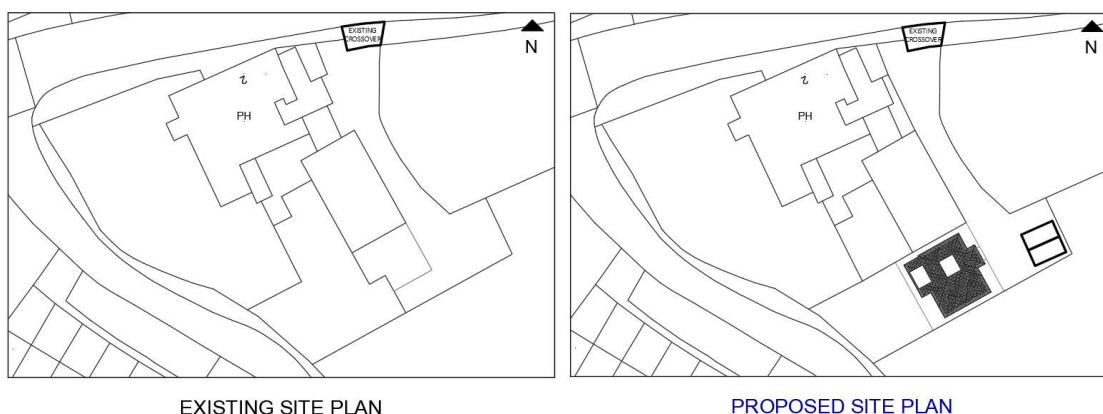 EXISTING
CROSSOVER
N
PH
EXISTING SITE PLAN
EXISTING
CROSSOVER
N
PH
PROPOSED SITE PLAN